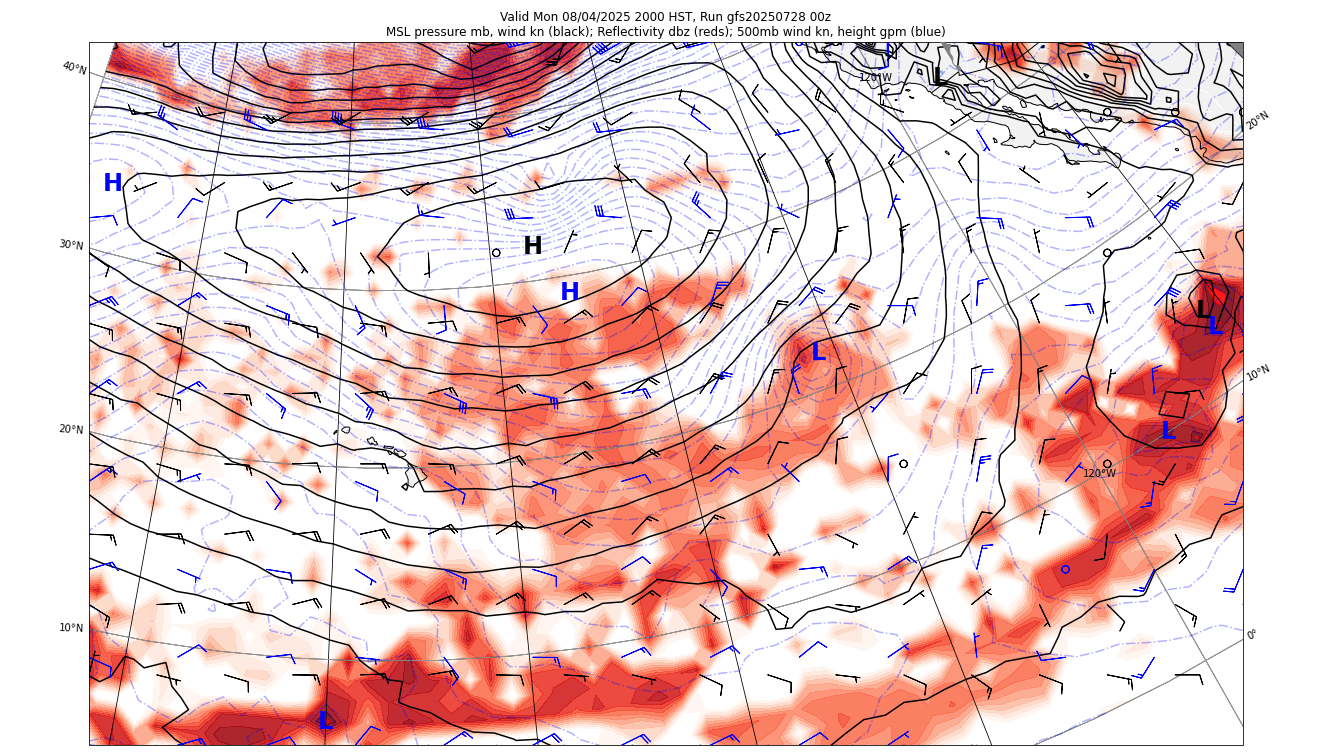 Valid Mon 08/04/2025 2000 HST, Run gfs20250728 00z
MSL pressure mb, wind kn (black); Reflectivity dbz (reds); 500mb wind kn, height gpm (blue)
40°N
120°W
L
20°N
H
30°N
H
H
L
L
L
10°N
20°N
L
120°W
10°N
0°
L